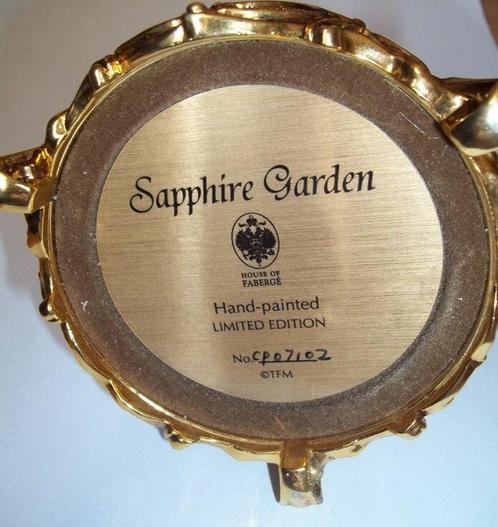 Sapphire Garden
HOUSE OF
FABERGÉ
Hand-painted
LIMITED EDITION
No. CP07102
©TFM